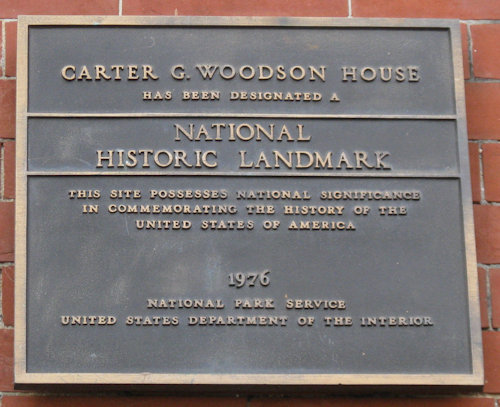 CARTER G. WOODSON HOUSE
HAS BEEN DESIGNATED A
NATIONAL
HISTORIC LANDMARK
THIS SITE POSSESSES NATIONAL SIGNIFICANCE
IN COMMEMORATING THE HISTORY OF THE
UNITED STATES OF AMERICA
1976
NATIONAL PARK SERVICE
UNITED STATES DEPARTMENT OF THE INTERIOR